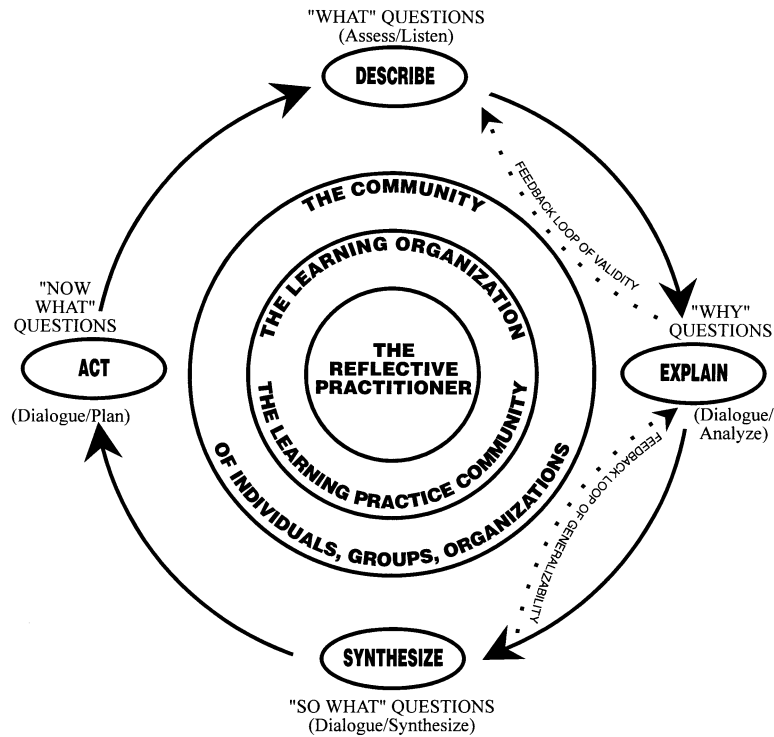 "WHAT" QUESTIONS
(Assess/Listen)
DESCRIBE
FEEDBACK LOOP OF VALIDITY
THE COMMUNITY
THE LEARNING ORGANIZATION
"NOW
WHAT"
QUESTIONS
ACT
(Dialogue/Plan)
THE
REFLECTIVE
PRACTITIONER
"WHY"
QUESTIONS
EXPLAIN
(Dialogue/
Analyze)
THE LEARNING PRACTICE COMMUNITY
OF INDIVIDUALS, GROUPS, ORGANIZATIONS
FEEDBACK LOOP OF GENERALIZABILITY
SYNTHESIZE
"SO WHAT" QUESTIONS
(Dialogue/Synthesize)